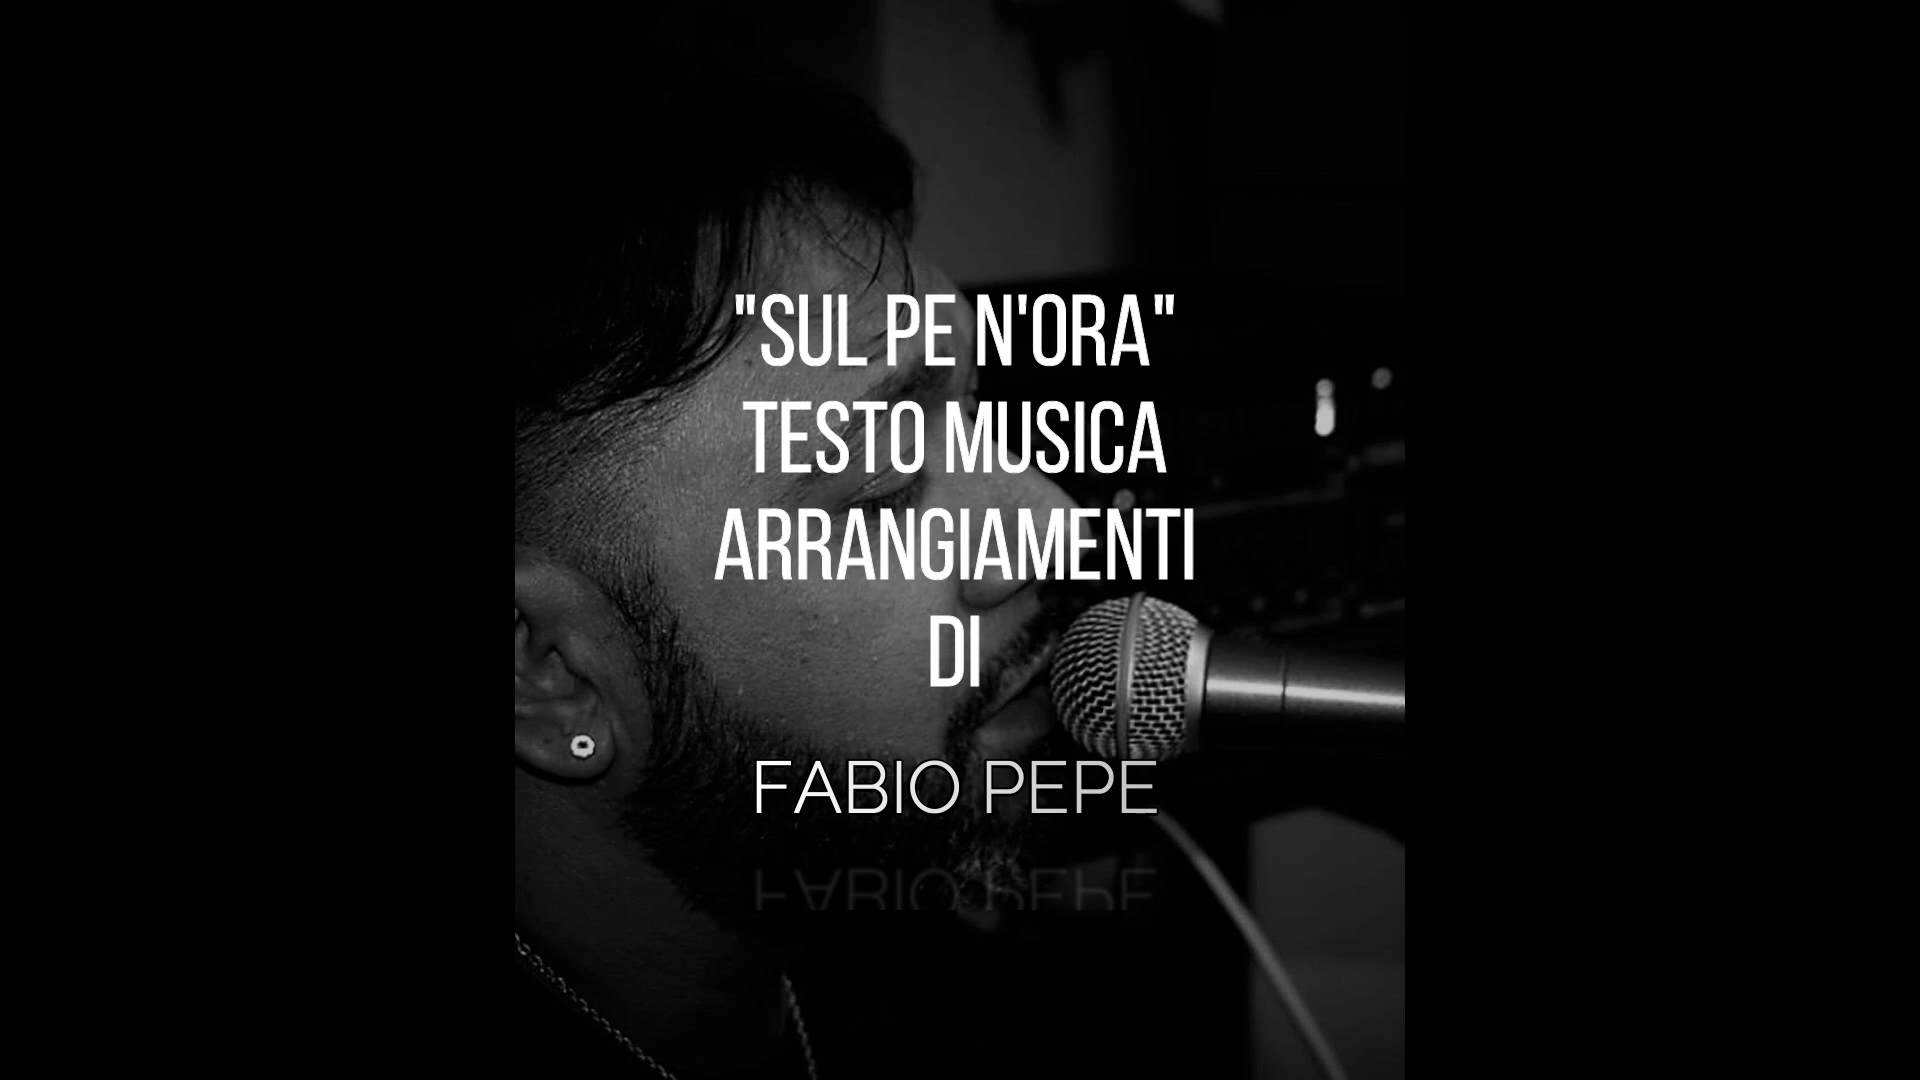 "SUL PE N'ORA"
TESTO MUSICA
ARRANGIAMENTI
DI
FABIO PEPE